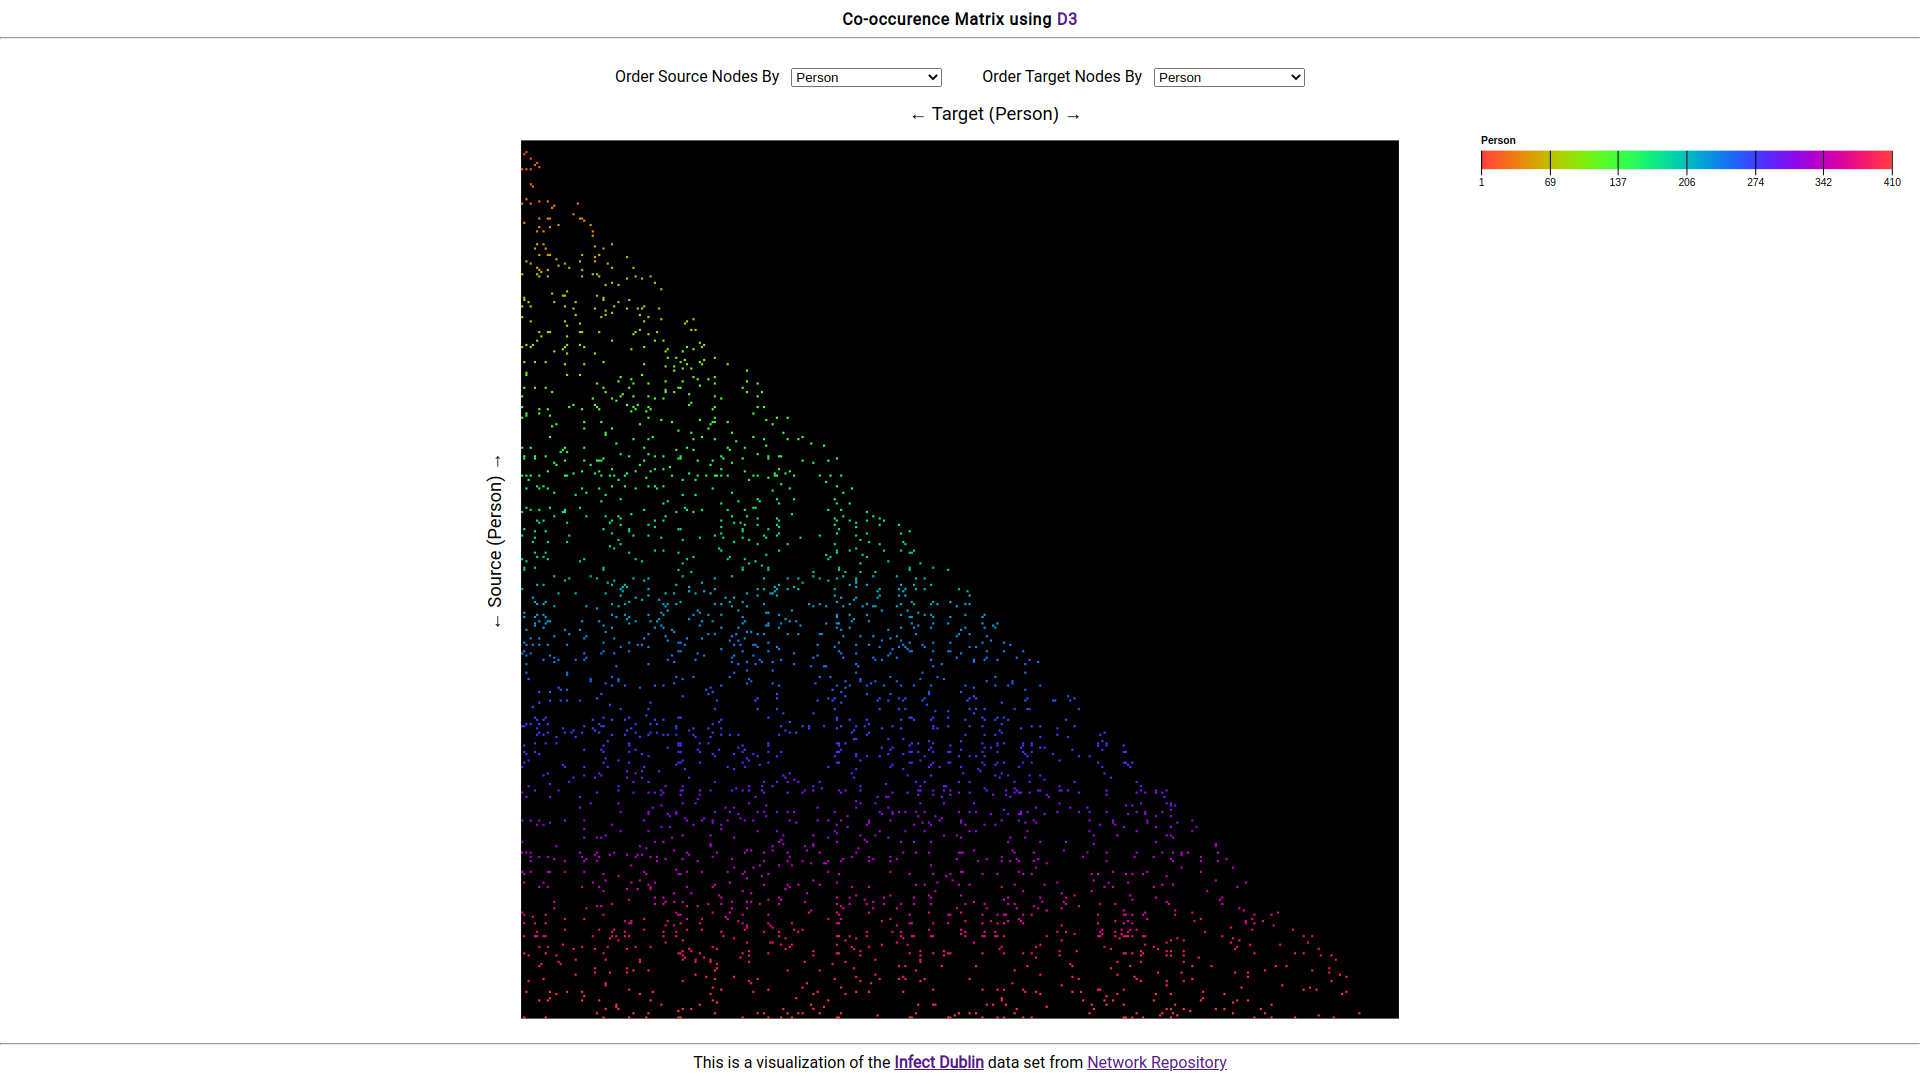 Co-occurence Matrix using D3
Order Source Nodes By Person Order Target Nodes By Person
← Target (Person) →
Person
1 69 137 206 274 342 410
← Source (Person) →
This is a visualization of the Infect Dublin data set from Network Repository